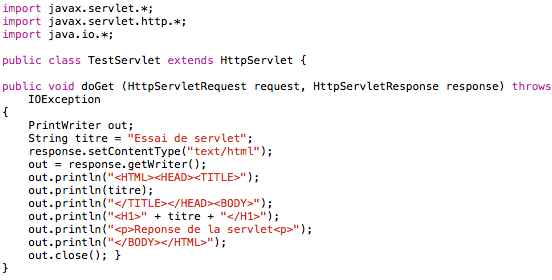 import javax.servlet.*;
import javax.servlet.http.*;
import java.io.*;

public class TestServlet extends HttpServlet {

public void doGet (HttpServletRequest request, HttpServletResponse response) throws
    IOException
{
    PrintWriter out;
    String titre = "Essai de servlet";
    response.setContentType("text/html");
    out = response.getWriter();
    out.println("<HTML><HEAD><TITLE>");
    out.println(titre);
    out.println("</TITLE></HEAD><BODY>");
    out.println("<H1>" + titre + "</H1>");
    out.println("<p>Reponse de la servlet<p>");
    out.println("</BODY></HTML>");
    out.close(); }
}